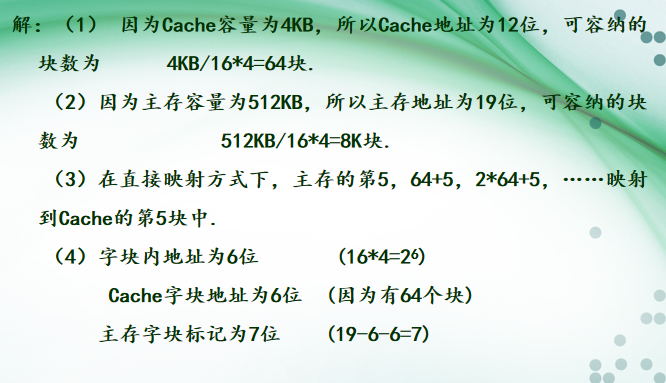 解：（1） 因为Cache容量为4KB，所以Cache地址为12位，可容纳的
块数为 4KB/16*4=64块.
（2）因为主存容量为512KB，所以主存地址为19位，可容纳的块
数为 512KB/16*4=8K块.
（3）在直接映射方式下，主存的第5，64+5，2*64+5，……映射
到Cache的第5块中.
（4）字块内地址为6位 (16*4=2⁶)
Cache字块地址为6位 (因为有64个块)
主存字块标记为7位 (19-6-6=7)